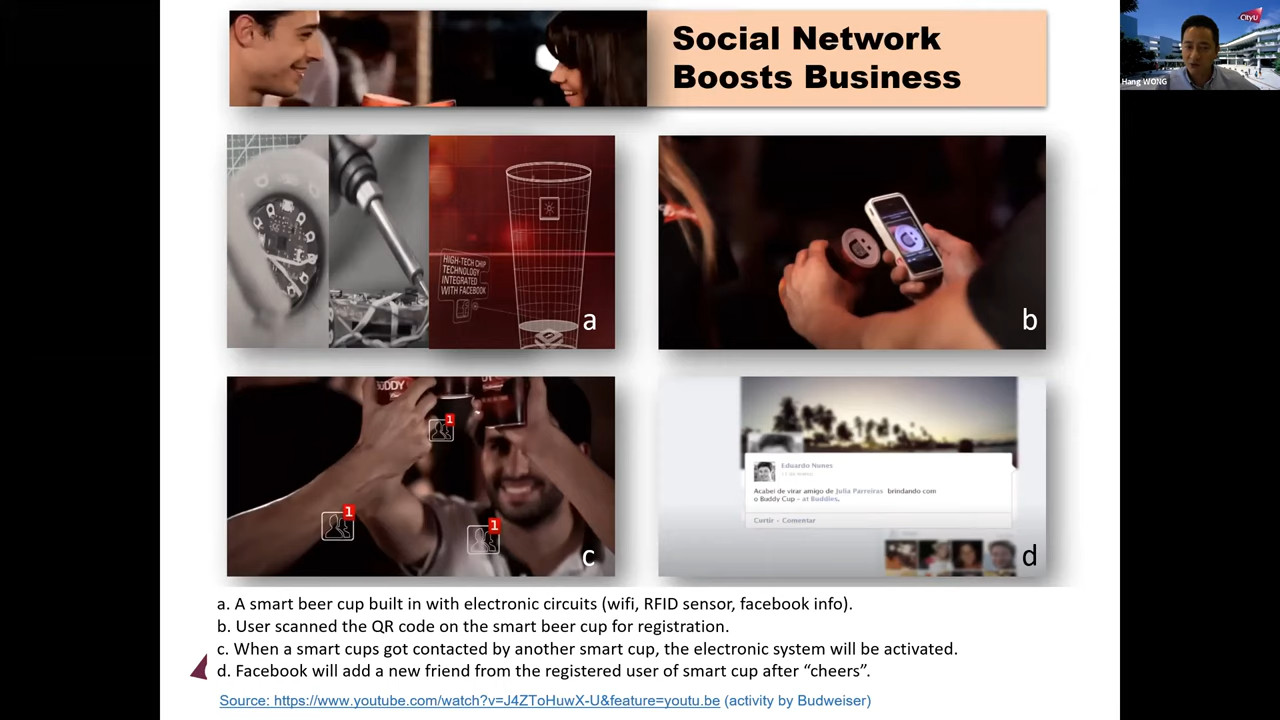 Social Network
Boosts Business
CityU
Hang WONG
HIGH-TECH CHIP
TECHNOLOGY
INTEGRATED
WITH FACEBOOK
a
b
BUDDY
1
1
1
c
Eduardo Nunes
Acabei de virar amigo de Julia Parreiras brindando com
o Buddy Cup - at Buddies.
Curtir - Comentar
d
a. A smart beer cup built in with electronic circuits (wifi, RFID sensor, facebook info).
b. User scanned the QR code on the smart beer cup for registration.
c. When a smart cups got contacted by another smart cup, the electronic system will be activated.
d. Facebook will add a new friend from the registered user of smart cup after “cheers”.
Source: https://www.youtube.com/watch?v=J4ZToHuwX-U&feature=youtu.be (activity by Budweiser)